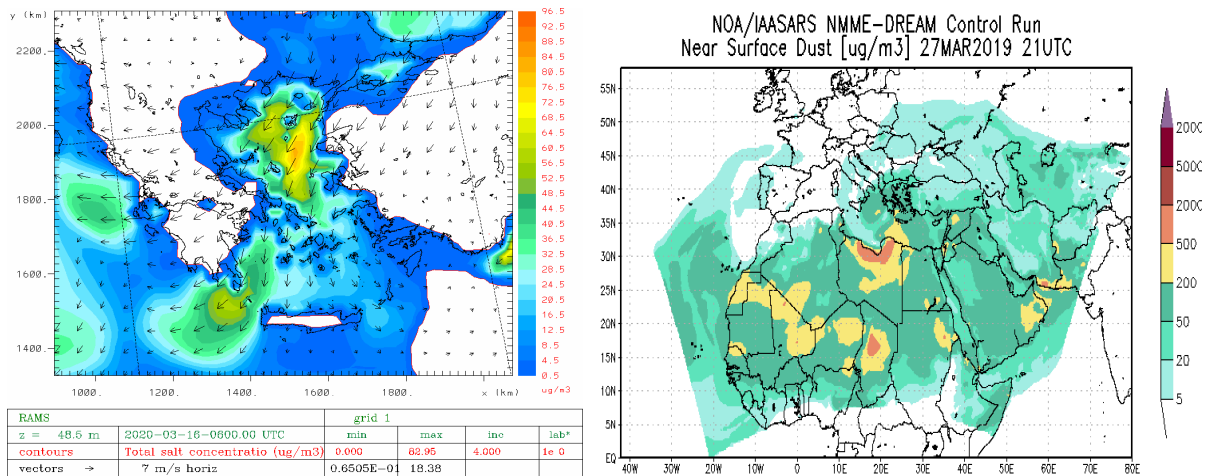 y (km)
2200.
2000.
1800.
1600.
1400.
1000. 1200. 1400. 1600. 1800. x (km)
96.5
92.5
88.5
84.5
80.5
76.5
72.5
68.5
64.5
60.5
56.5
52.5
48.5
44.5
40.5
36.5
32.5
28.5
24.5
20.5
16.5
12.5
8.5
4.5
0.5
ug/m3
RAMS grid 1
z = 48.5 m 2020-03-16-0600.00 UTC min max inc lab*
contours Total salt concentratio (ug/m3) 0.000 82.95 4.000 1e 0
vectors → 7 m/s horiz 0.6505E-01 18.38
NOA/IAASARS NMME-DREAM Control Run
Near Surface Dust [ug/m3] 27MAR2019 21UTC
55N
50N
45N
40N
35N
30N
25N
20N
15N
10N
5N
EQ
40W 30W 20W 10W 0 10E 20E 30E 40E 50E 60E 70E 80E
5000
2000
500
200
50
20
5